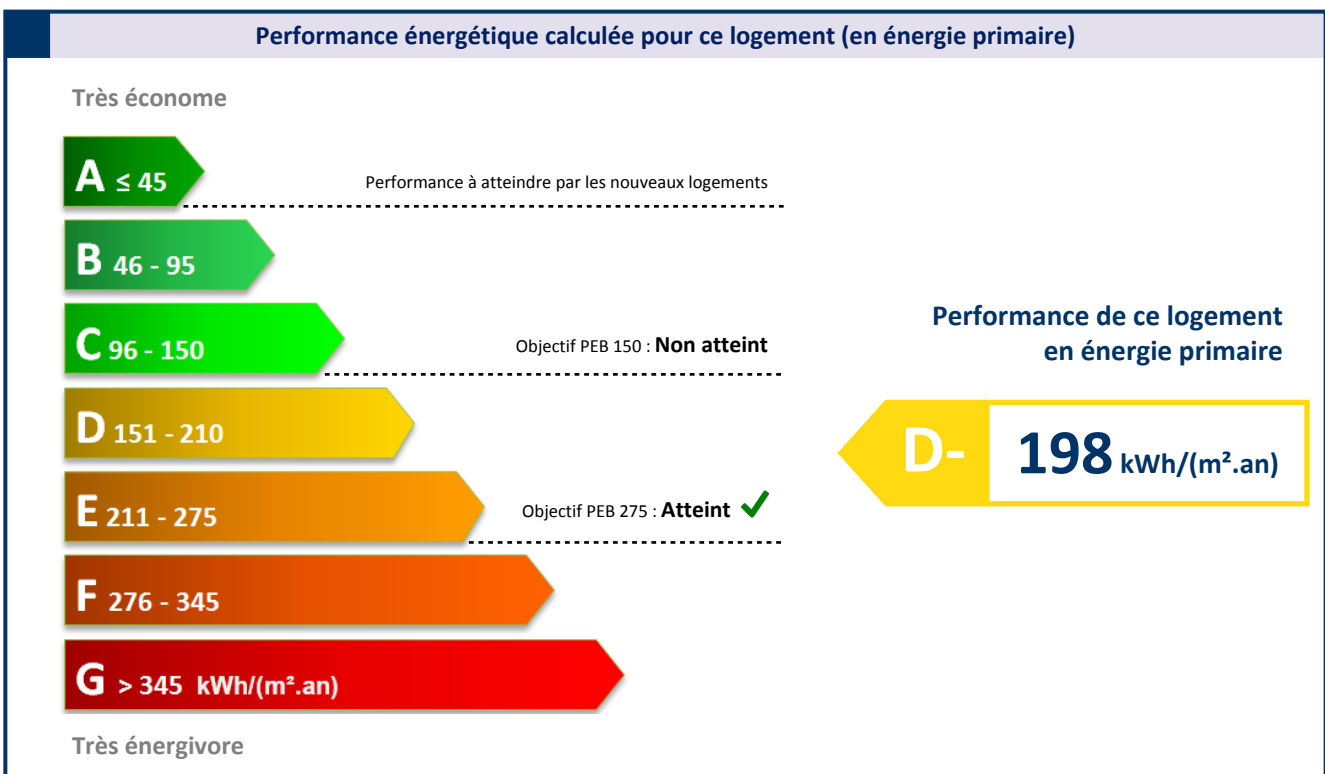 Performance énergétique calculée pour ce logement (en énergie primaire)
Très économe
A ≤ 45
Performance à atteindre par les nouveaux logements
B 46 - 95
C 96 - 150
Objectif PEB 150 : Non atteint
D 151 - 210
E 211 - 275
Objectif PEB 275 : Atteint ✓
F 276 - 345
G > 345 kWh/(m².an)
Très énergivore
Performance de ce logement
en énergie primaire
D- 198 kWh/(m².an)